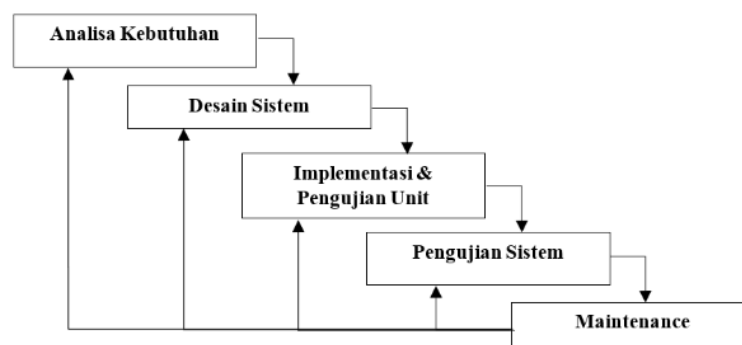 Analisa Kebutuhan
Desain Sistem
Implementasi &
Pengujian Unit
Pengujian Sistem
Maintenance